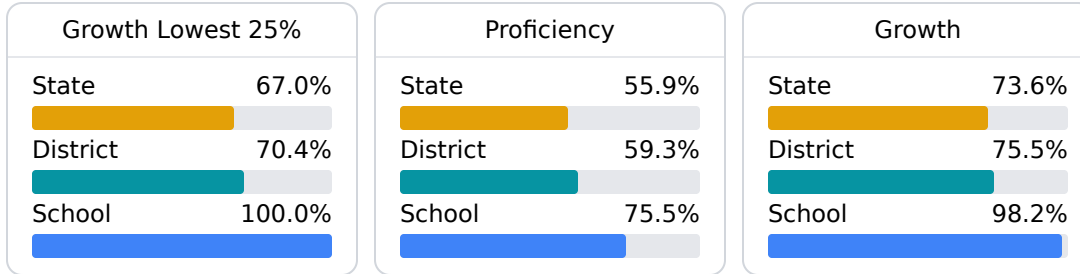 Growth Lowest 25%
State 67.0%
District 70.4%
School 100.0%
Proficiency
State 55.9%
District 59.3%
School 75.5%
Growth
State 73.6%
District 75.5%
School 98.2%